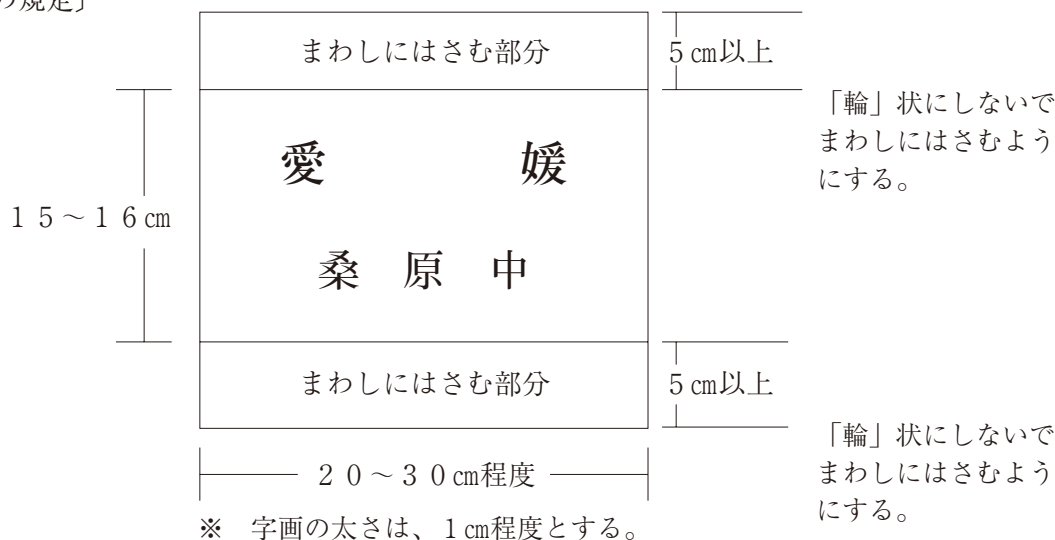 の規定」
まわしにはさむ部分
5㎝以上
「輪」状にしないで
まわしにはさむよう
にする。
愛　媛
桑　原　中
15～16㎝
まわしにはさむ部分
5㎝以上
「輪」状にしないで
まわしにはさむよう
にする。
20～30㎝程度
※　字画の太さは、1㎝程度とする。